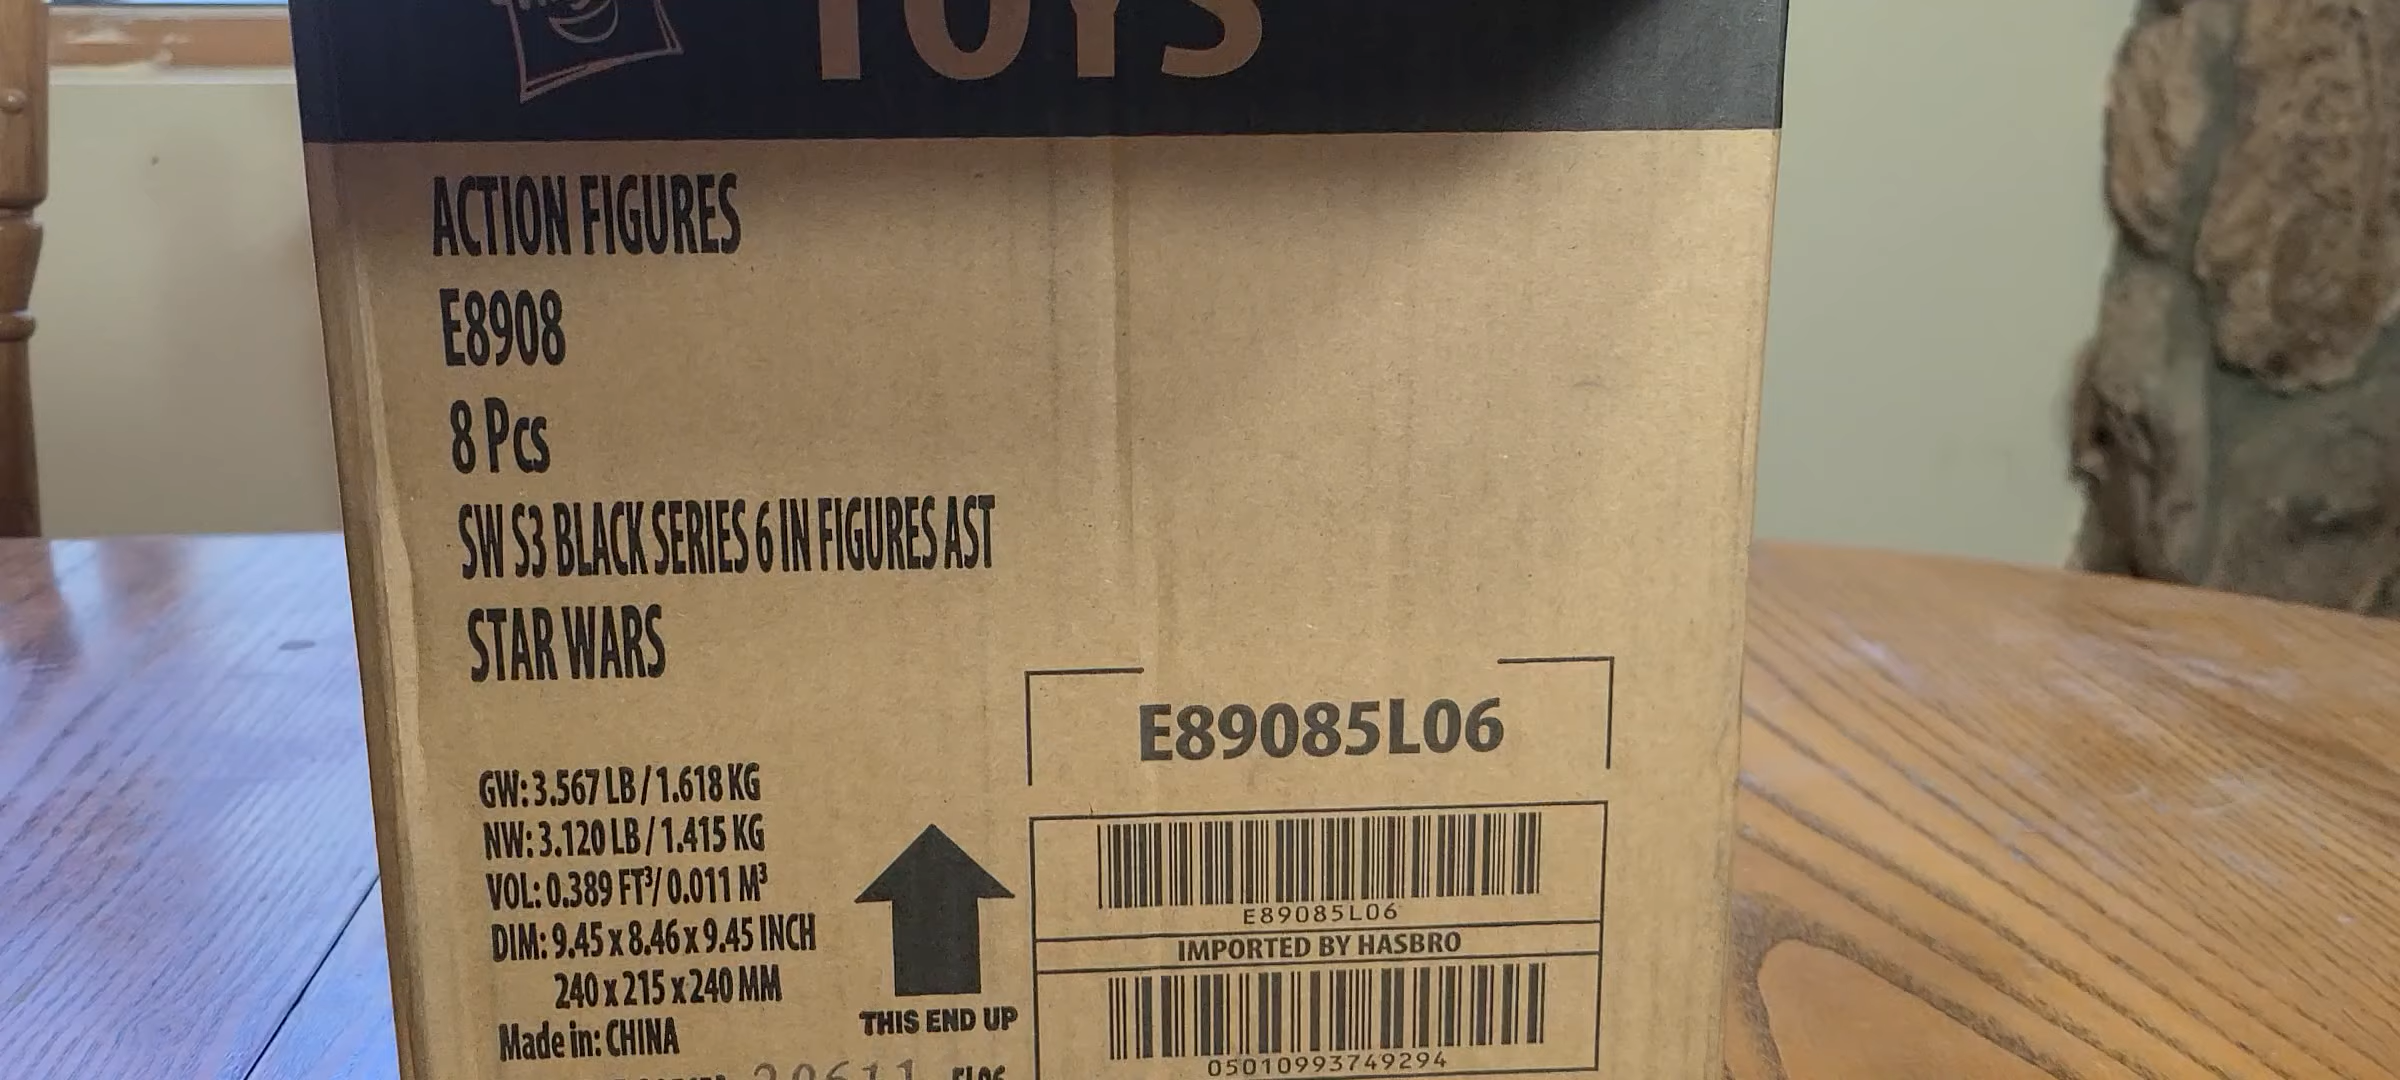 TOYS
ACTION FIGURES
E8908
8 Pcs
SW S3 BLACK SERIES 6 IN FIGURES AST
STAR WARS
E89085L06
GW: 3.567 LB / 1.618 KG
NW: 3.120 LB / 1.415 KG
VOL: 0.389 FT³/ 0.011 M³
DIM: 9.45 x 8.46 x 9.45 INCH
240 x 215 x 240 MM
Made in: CHINA
THIS END UP
E89085L06
IMPORTED BY HASBRO
05010993749294